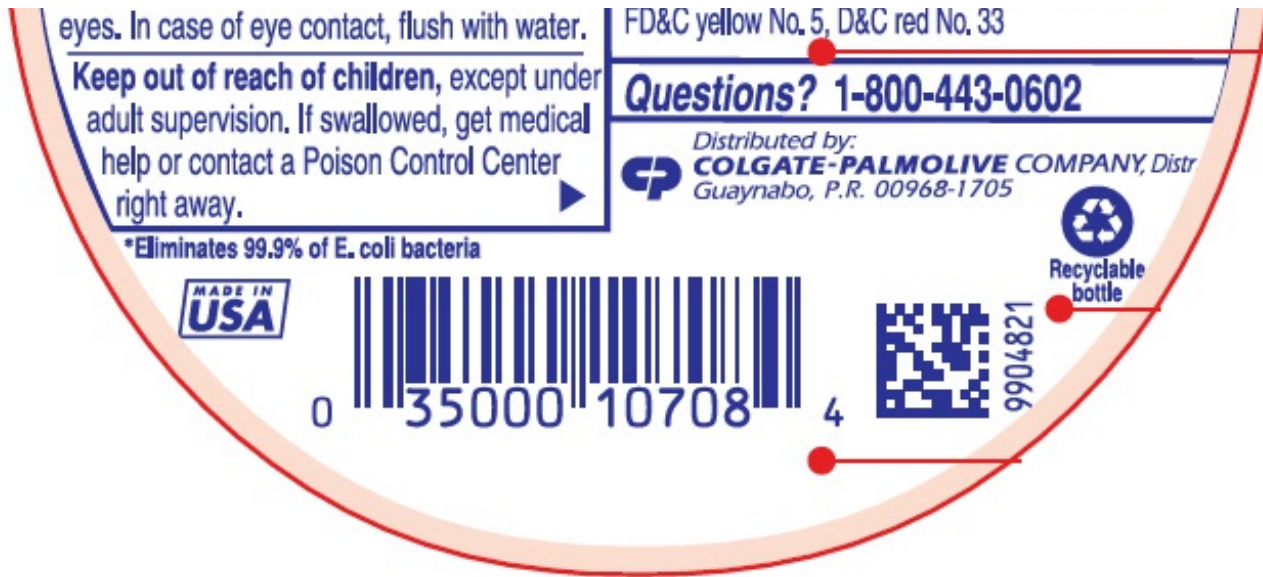 eyes. In case of eye contact, flush with water.
Keep out of reach of children, except under
adult supervision. If swallowed, get medical
help or contact a Poison Control Center
right away.
*Eliminates 99.9% of E. coli bacteria
FD&C yellow No. 5, D&C red No. 33
Questions? 1-800-443-0602
Distributed by:
COLGATE-PALMOLIVE COMPANY, Distr
Guaynabo, P.R. 00968-1705
Recyclable
bottle
MADE IN
USA
0 35000 10708 4
9904821